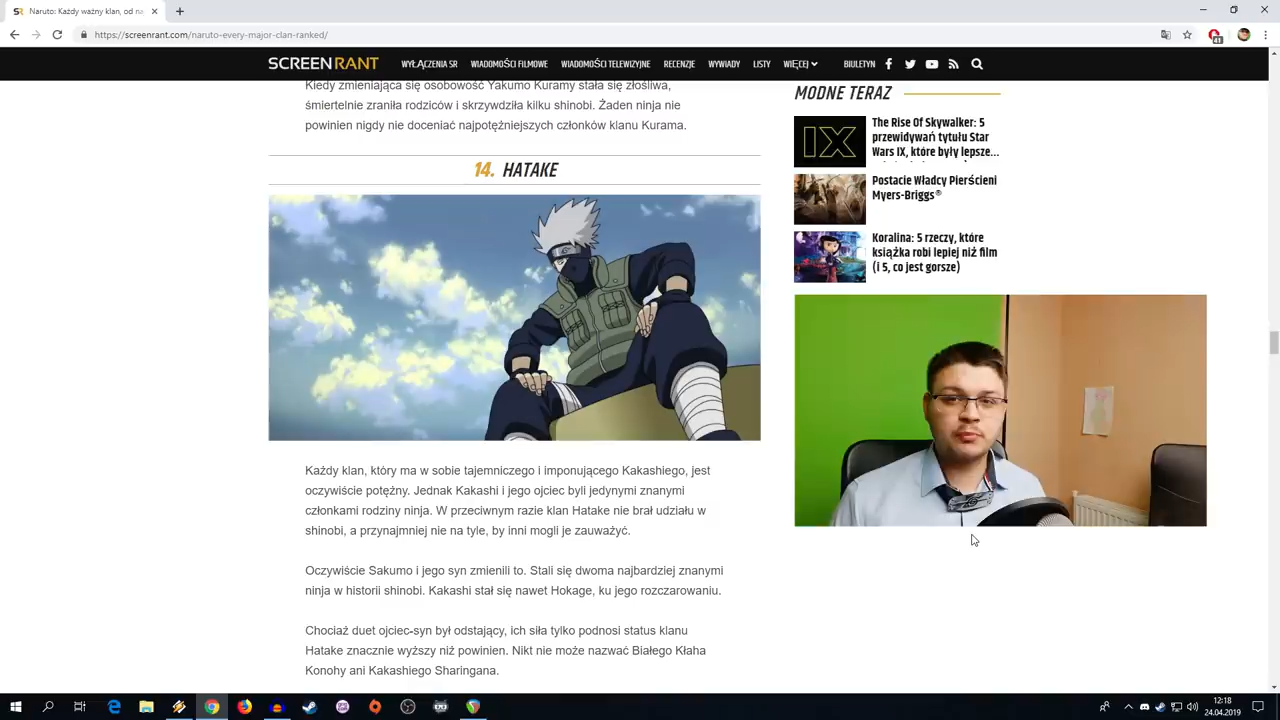 Naruto: Każdy ważny klan, od na
https://screenrant.com/naruto-every-major-clan-ranked/
41
SCREENRANT
WYŁĄCZENIA SR
WIADOMOŚCI FILMOWE
WIADOMOŚCI TELEWIZYJNE
RECENZJE
WYWIADY
LISTY
WIĘCEJ
BIULETYN
Kiedy zmieniająca się osobowość Yakumo Kuramy stała się złośliwa,
śmiertelnie zraniła rodziców i skrzywdziła kilku shinobi. Żaden ninja nie
powinien nigdy nie doceniać najpotężniejszych członków klanu Kurama.
14. HATAKE
Każdy klan, który ma w sobie tajemniczego i imponującego Kakashiego, jest
oczywiście potężny. Jednak Kakashi i jego ojciec byli jedynymi znanymi
członkami rodziny ninja. W przeciwnym razie klan Hatake nie brał udziału w
shinobi, a przynajmniej nie na tyle, by inni mogli je zauważyć.
Oczywiście Sakumo i jego syn zmienili to. Stali się dwoma najbardziej znanymi
ninja w historii shinobi. Kakashi stał się nawet Hokage, ku jego rozczarowaniu.
Chociaż duet ojciec-syn był odstający, ich siła tylko podnosi status klanu
Hatake znacznie wyższy niż powinien. Nikt nie może nazwać Białego Kłaha
Konohy ani Kakashiego Sharingana.
MODNE TERAZ
IX
The Rise Of Skywalker: 5
przewidywań tytułu Star
Wars IX, które były lepsze...
Postacie Władcy Pierścieni
Myers-Briggs®
Koralina: 5 rzeczy, które
książka robi lepiej niż film
(i 5, co jest gorsze)
12:18
24.04.2019